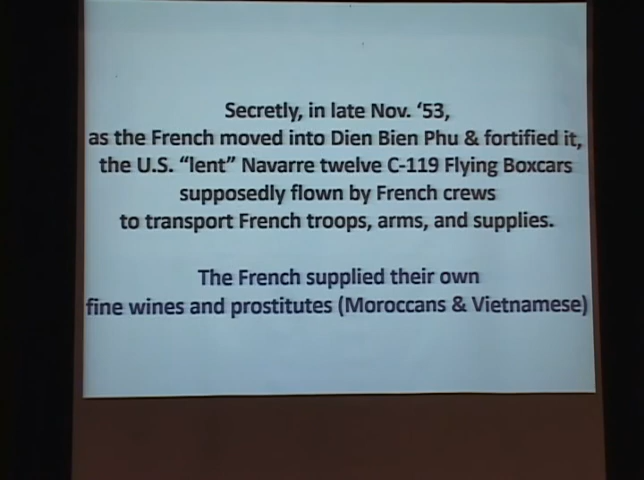 Secretly, in late Nov. ‘53,
as the French moved into Dien Bien Phu & fortified it,
the U.S. “lent” Navarre twelve C-119 Flying Boxcars
supposedly flown by French crews
to transport French troops, arms, and supplies.
The French supplied their own
fine wines and prostitutes (Moroccans & Vietnamese)